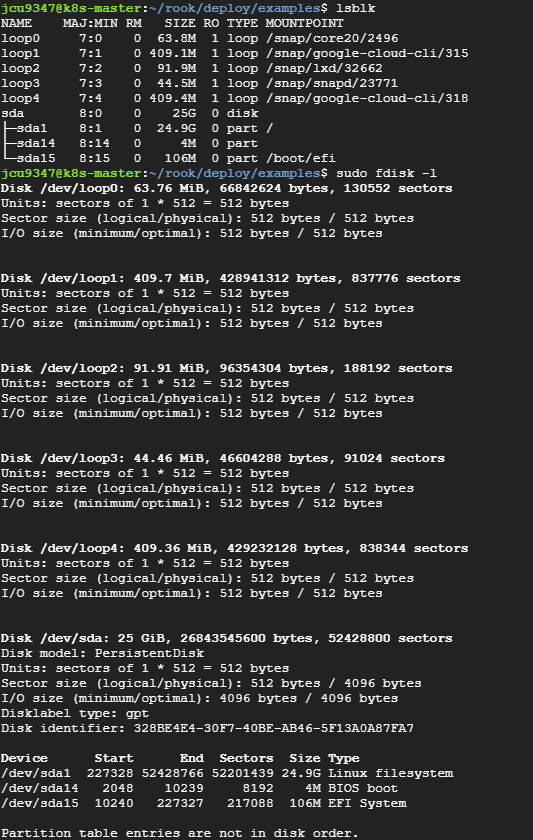 jcu9347@k8s-master:~/rook/deploy/examples$ lsblk
NAME    MAJ:MIN RM   SIZE RO TYPE MOUNTPOINT
loop0     7:0    0  63.8M  1 loop /snap/core20/2496
loop1     7:1    0 409.1M  1 loop /snap/google-cloud-cli/315
loop2     7:2    0  91.9M  1 loop /snap/lxd/32662
loop3     7:3    0  44.5M  1 loop /snap/snapd/23771
loop4     7:4    0 409.4M  1 loop /snap/google-cloud-cli/318
sda       8:0    0    25G  0 disk
├─sda1    8:1    0  24.9G  0 part /
├─sda14   8:14   0     4M  0 part
└─sda15   8:15   0   106M  0 part /boot/efi
jcu9347@k8s-master:~/rook/deploy/examples$ sudo fdisk -l
Disk /dev/loop0: 63.76 MiB, 66842624 bytes, 130552 sectors
Units: sectors of 1 * 512 = 512 bytes
Sector size (logical/physical): 512 bytes / 512 bytes
I/O size (minimum/optimal): 512 bytes / 512 bytes
Disk /dev/loop1: 409.7 MiB, 428941312 bytes, 837776 sectors
Units: sectors of 1 * 512 = 512 bytes
Sector size (logical/physical): 512 bytes / 512 bytes
I/O size (minimum/optimal): 512 bytes / 512 bytes
Disk /dev/loop2: 91.91 MiB, 96354304 bytes, 188192 sectors
Units: sectors of 1 * 512 = 512 bytes
Sector size (logical/physical): 512 bytes / 512 bytes
I/O size (minimum/optimal): 512 bytes / 512 bytes
Disk /dev/loop3: 44.46 MiB, 46604288 bytes, 91024 sectors
Units: sectors of 1 * 512 = 512 bytes
Sector size (logical/physical): 512 bytes / 512 bytes
I/O size (minimum/optimal): 512 bytes / 512 bytes
Disk /dev/loop4: 409.36 MiB, 429232128 bytes, 838344 sectors
Units: sectors of 1 * 512 = 512 bytes
Sector size (logical/physical): 512 bytes / 512 bytes
I/O size (minimum/optimal): 512 bytes / 512 bytes
Disk /dev/sda: 25 GiB, 26843545600 bytes, 52428800 sectors
Disk model: PersistentDisk
Units: sectors of 1 * 512 = 512 bytes
Sector size (logical/physical): 512 bytes / 4096 bytes
I/O size (minimum/optimal): 4096 bytes / 4096 bytes
Disklabel type: gpt
Disk identifier: 328BE4E4-30F7-40BE-AB46-5F13A0A87FA7
Device      Start      End  Sectors  Size Type
/dev/sda1  227328 52428766 52201439 24.9G Linux filesystem
/dev/sda14   2048    10239     8192    4M BIOS boot
/dev/sda15  10240   227327   217088  106M EFI System
Partition table entries are not in disk order.